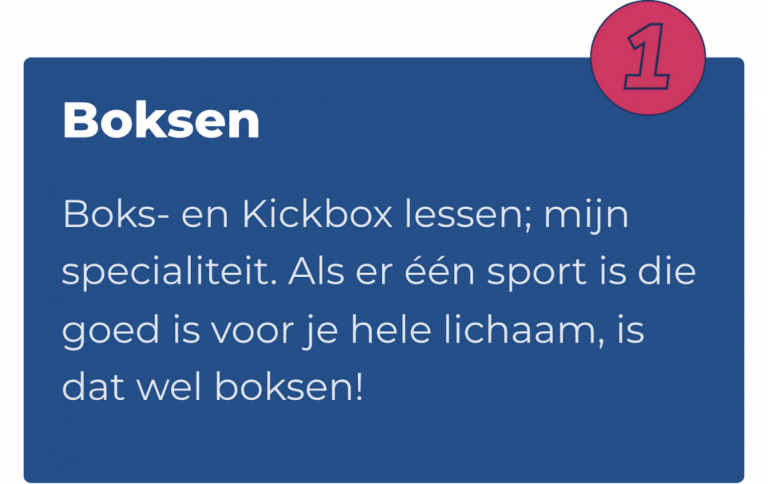 1
Boksen
Boks- en Kickbox lessen; mijn
specialiteit. Als er één sport is die
goed is voor je hele lichaam, is
dat wel boksen!